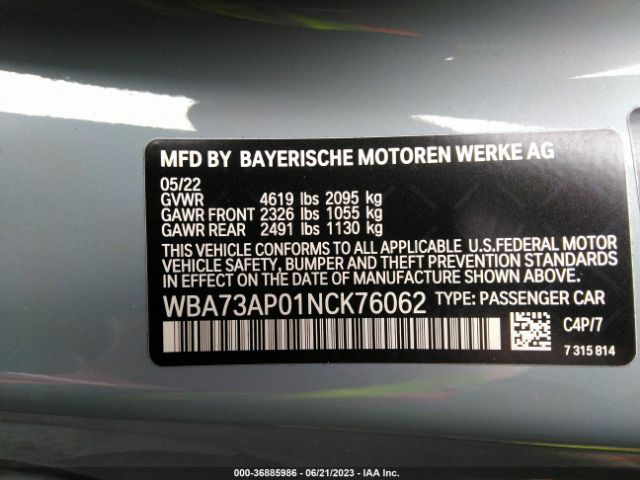 MFD BY BAYERISCHE MOTOREN WERKE AG
05/22
GVWR 4619 lbs 2095 kg
GAWR FRONT 2326 lbs 1055 kg
GAWR REAR 2491 lbs 1130 kg
THIS VEHICLE CONFORMS TO ALL APPLICABLE U.S.FEDERAL MOTOR
VEHICLE SAFETY, BUMPER AND THEFT PREVENTION STANDARDS
IN EFFECT ON THE DATE OF MANUFACTURE SHOWN ABOVE.
WBA73AP01NCK76062 TYPE: PASSENGER CAR
C4P/7
7 315 814
000-36885986 - 06/21/2023 - IAA Inc.